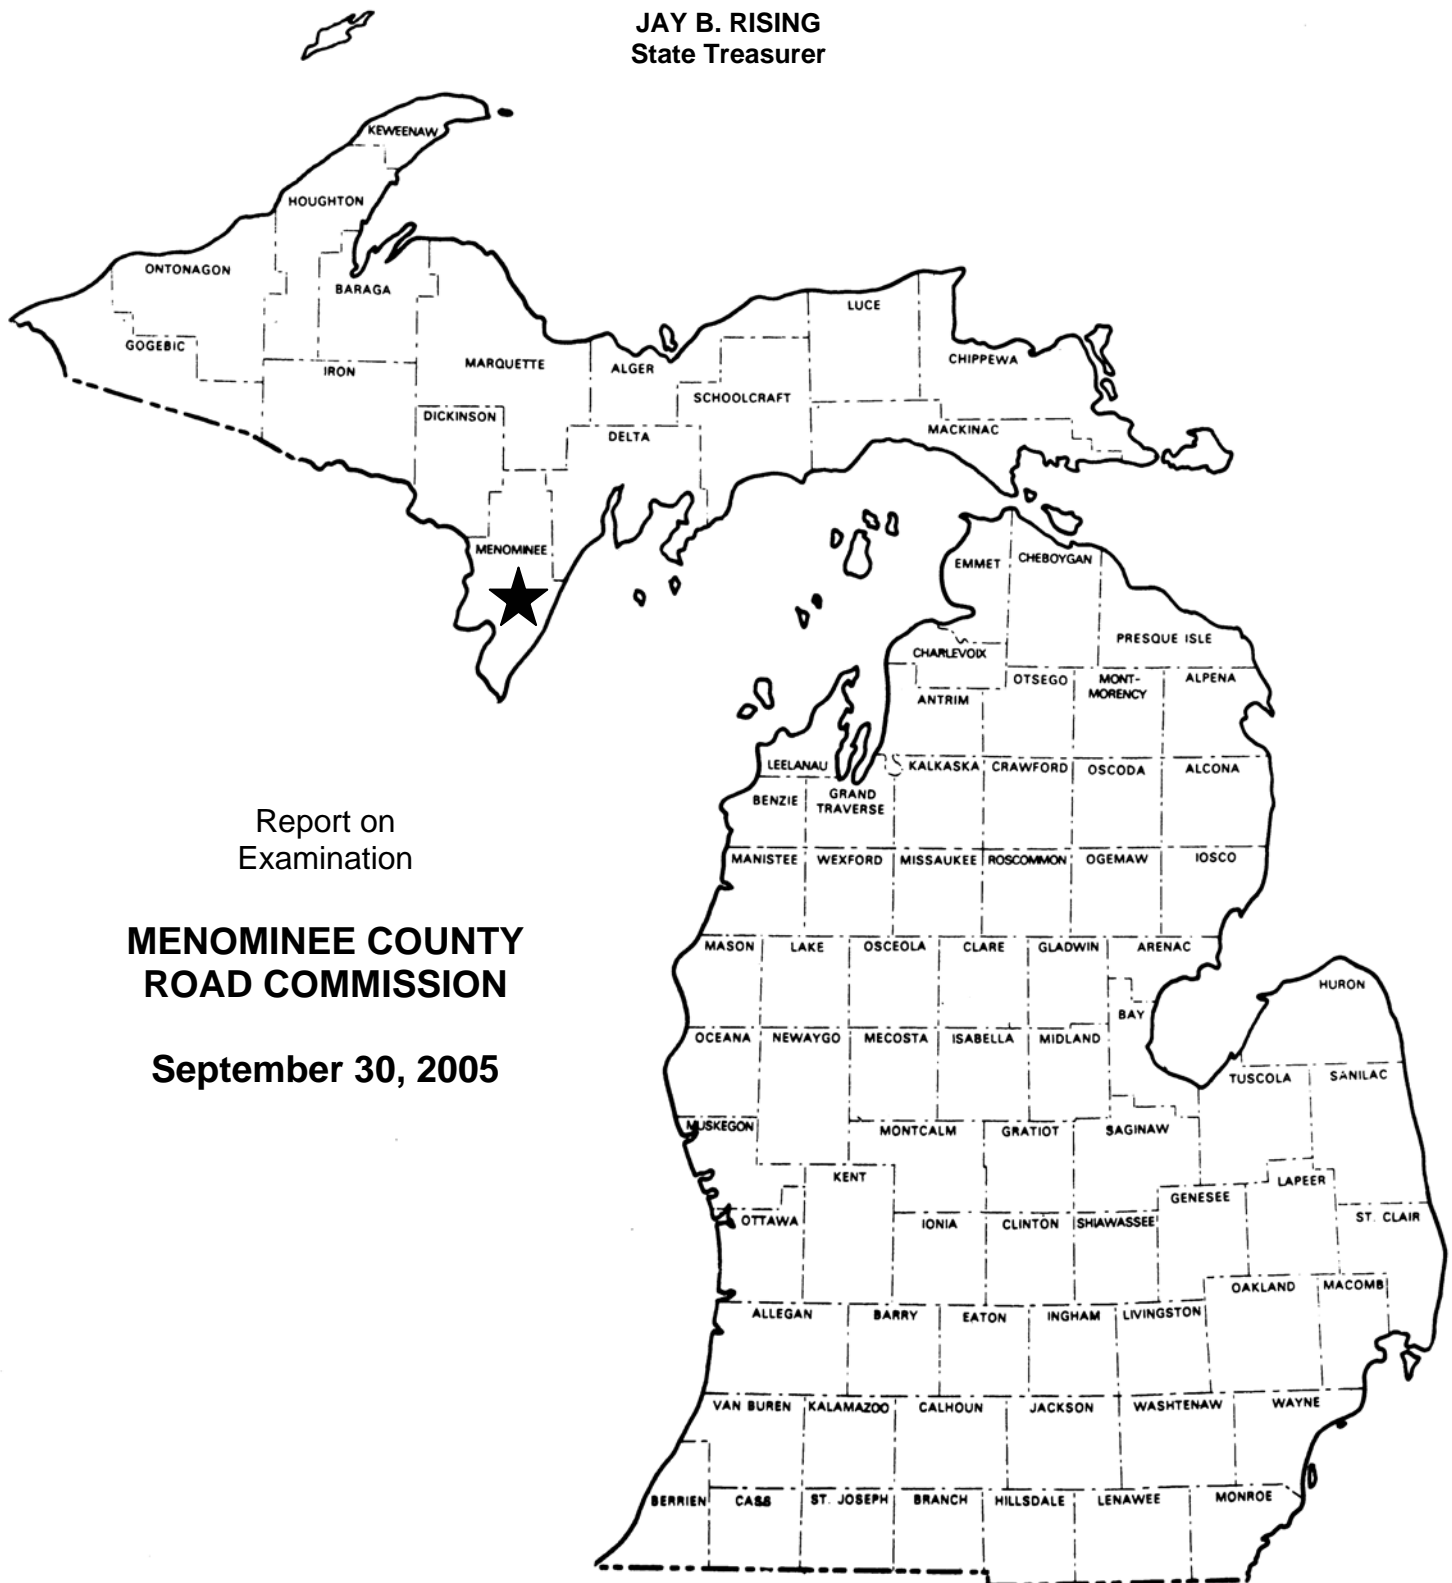 JAY B. RISING
State Treasurer
KEWEENAW
HOUGHTON
ONTONAGON
BARAGA
LUCE
GOGEBIC
IRON
MARQUETTE
ALGER
CHIPPEWA
SCHOOLCRAFT
DICKINSON
DELTA
MACKINAC
MENOMINEE
EMMET
CHEBOYGAN
PRESQUE ISLE
CHARLEVOIX
OTSEGO
MONT-
MORENCY
ALPENA
ANTRIM
LEELANAU
KALKASKA
CRAWFORD
OSCODA
ALCONA
BENZIE
GRAND
TRAVERSE
Report on
Examination
MANISTEE
WEXFORD
MISSAUKEE
ROSCOMMON
OGEMAW
IOSCO
MENOMINEE COUNTY
ROAD COMMISSION
MASON
LAKE
OSCEOLA
CLARE
GLADWIN
ARENAC
HURON
BAY
OCEANA
NEWAYGO
MECOSTA
ISABELLA
MIDLAND
September 30, 2005
TUSCOLA
SANILAC
MUSKEGON
MONTCALM
GRATIOT
SAGINAW
KENT
GENESEE
LAPEER
OTTAWA
IONIA
CLINTON
SHIAWASSEE
ST. CLAIR
OAKLAND
MACOMB
ALLEGAN
BARRY
EATON
INGHAM
LIVINGSTON
VAN BUREN
KALAMAZOO
CALHOUN
JACKSON
WASHTENAW
WAYNE
BERRIEN
CASS
ST. JOSEPH
BRANCH
HILLSDALE
LENAWEE
MONROE